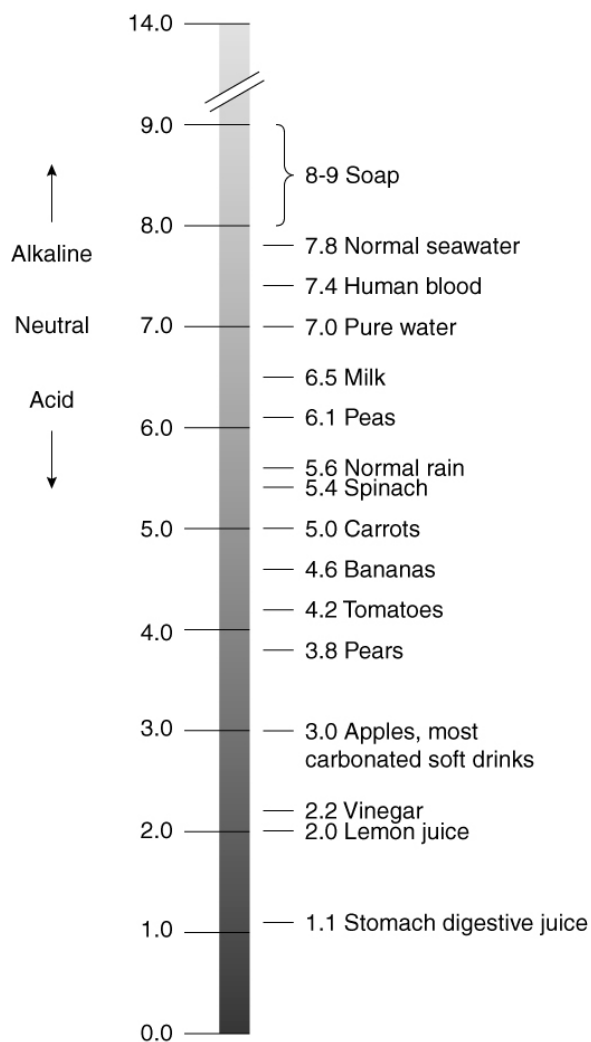 14.0
9.0
8-9 Soap
8.0
7.8 Normal seawater
Alkaline
7.4 Human blood
Neutral
7.0
7.0 Pure water
6.5 Milk
Acid
6.1 Peas
6.0
5.6 Normal rain
5.4 Spinach
5.0
5.0 Carrots
4.6 Bananas
4.2 Tomatoes
4.0
3.8 Pears
3.0
3.0 Apples, most
carbonated soft drinks
2.2 Vinegar
2.0
2.0 Lemon juice
1.1 Stomach digestive juice
1.0
0.0